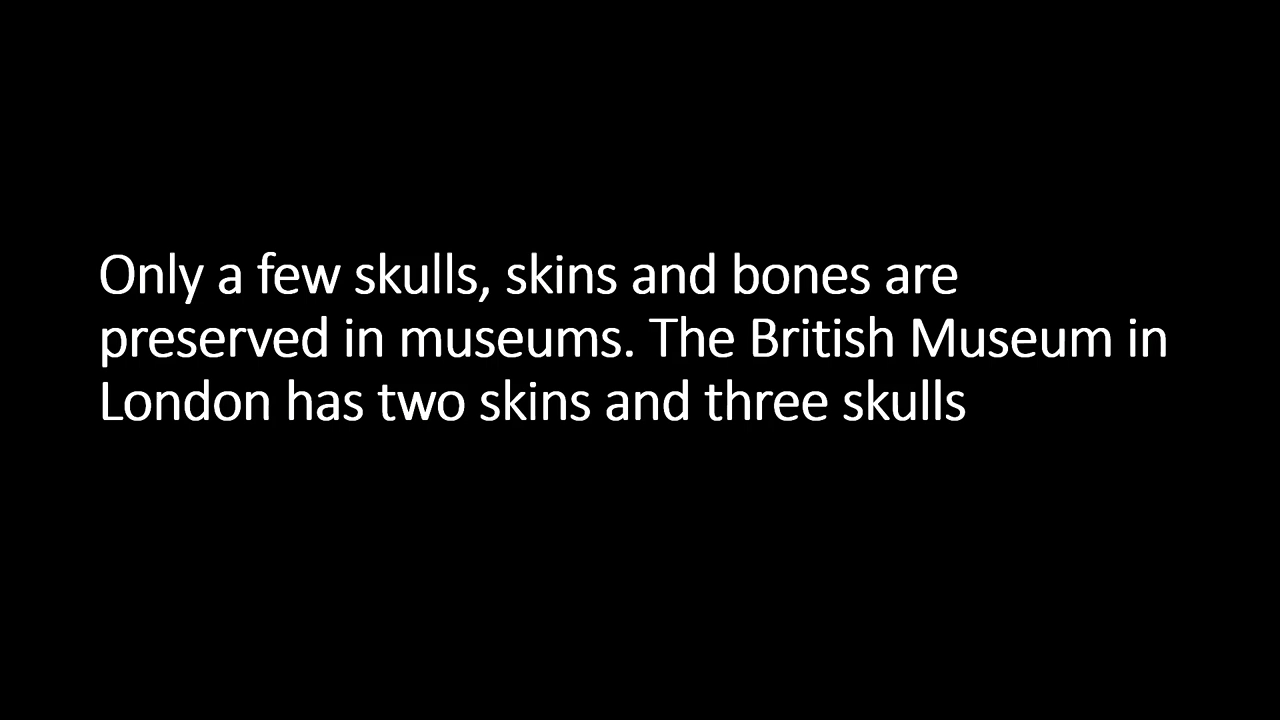 Only a few skulls, skins and bones are
preserved in museums. The British Museum in
London has two skins and three skulls